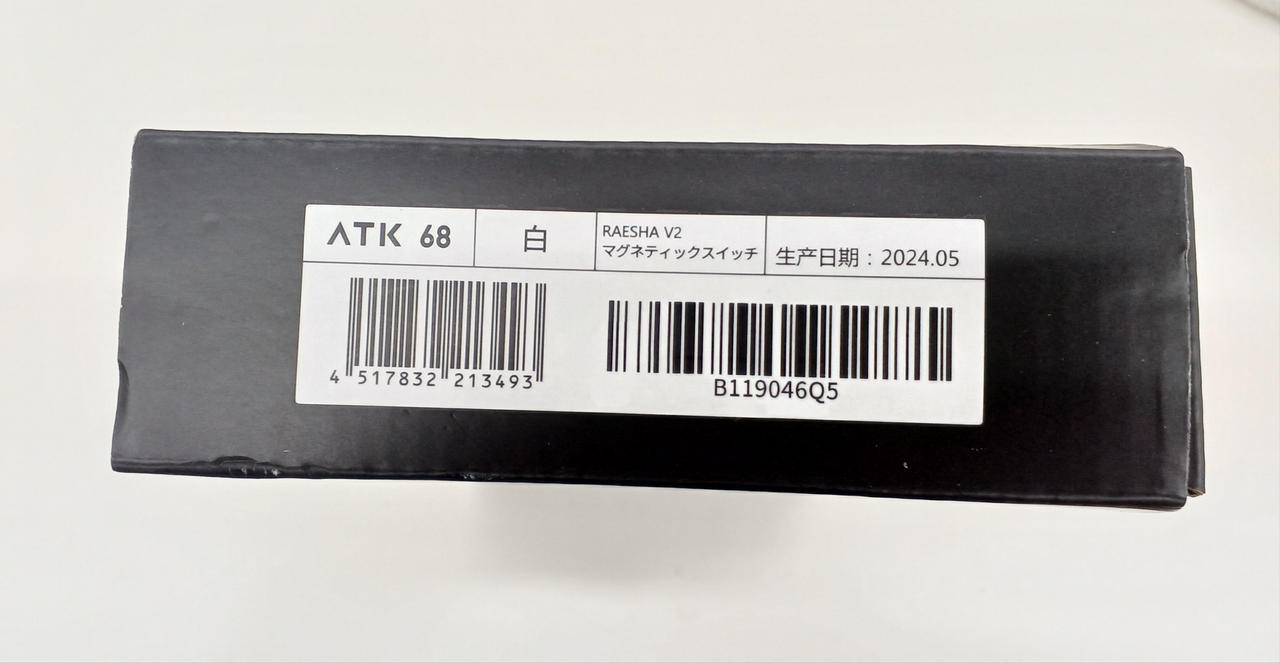 ATK 68
白
RAESHA V2
マグネティックスイッチ
生产日期：2024.05
4 517832 213493
B119046Q5